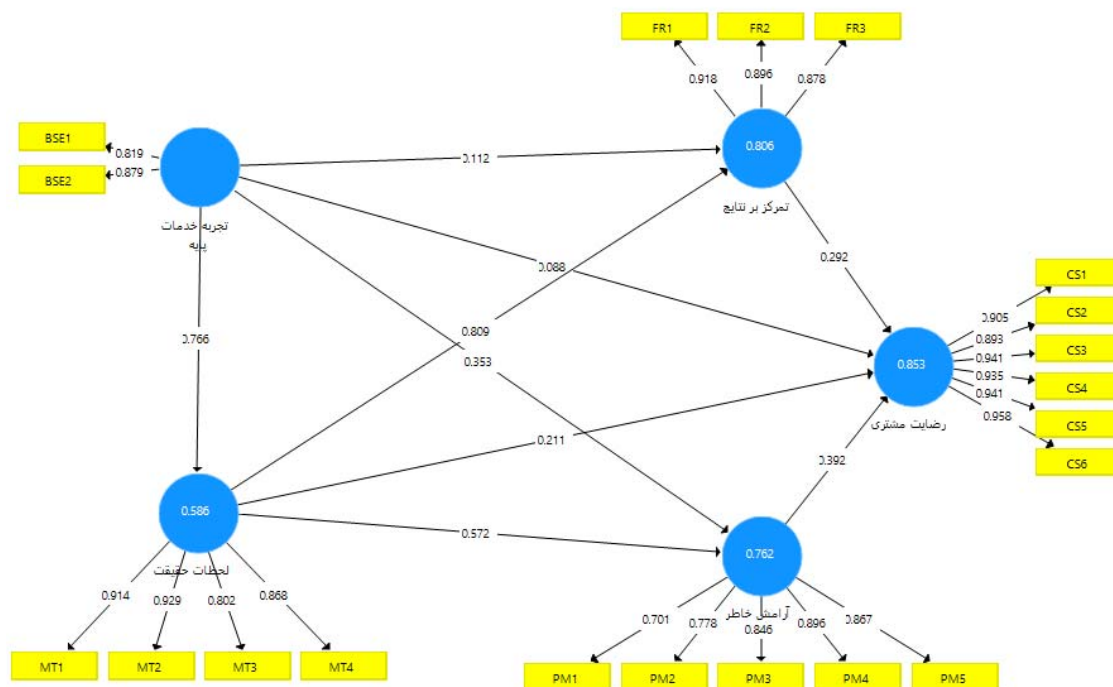 FR1 FR2 FR3
0.918 0.896 0.878
BSE1
0.819
BSE2
0.879
0.806
تمرکز بر نتایج
تجربه خدمات
پایه
0.112
0.088
0.292
0.766
0.809
0.353
CS1
CS2
CS3
CS4
CS5
CS6
0.905
0.893
0.941
0.935
0.941
0.958
0.853
رضایت مشتری
0.211
0.392
0.586
لحظات حقیقت
0.572
0.762
آرامش خاطر
0.914 0.929 0.802 0.868
MT1 MT2 MT3 MT4
0.701 0.778 0.846 0.896 0.867
PM1 PM2 PM3 PM4 PM5